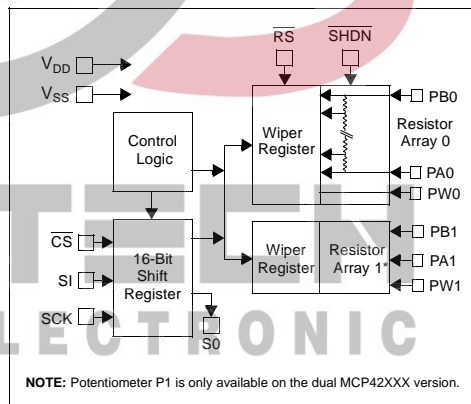 RS
SHDN
VDD
VSS
PB0
Wiper
Register
Resistor
Array 0
Control
Logic
PA0
PW0
PB1
CS
16-Bit
Shift
Register
Wiper
Register
Resistor
Array 1*
PA1
SI
PW1
SCK
S0
TECH
ELECTRONIC
NOTE: Potentiometer P1 is only available on the dual MCP42XXX version.